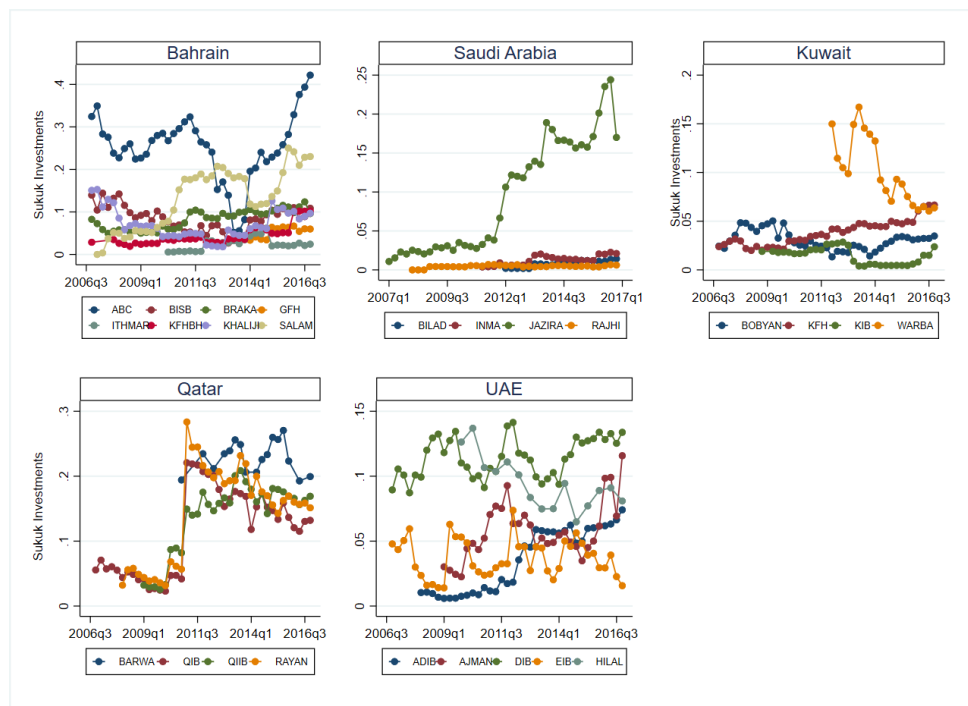 Bahrain
Sukuk Investments
.4
.3
.2
.1
0
2006q3 2009q1 2011q3 2014q1 2016q3
ABC BISB BRAKA GFH
ITHMAR KFHBH KHALIJI SALAM
Saudi Arabia
.25
.2
.15
.1
.05
0
2007q1 2009q3 2012q1 2014q3 2017q1
BILAD INMA JAZIRA RAJHI
Kuwait
Sukuk Investments
.2
.15
.1
.05
0
2006q3 2009q1 2011q3 2014q1 2016q3
BOBYAN KFH KIB WARBA
Qatar
Sukuk Investments
.3
.2
.1
0
2006q3 2009q1 2011q3 2014q1 2016q3
BARWA QIB QIIB RAYAN
UAE
.15
.1
.05
0
2006q3 2009q1 2011q3 2014q1 2016q3
ADIB AJMAN DIB EIB HILAL